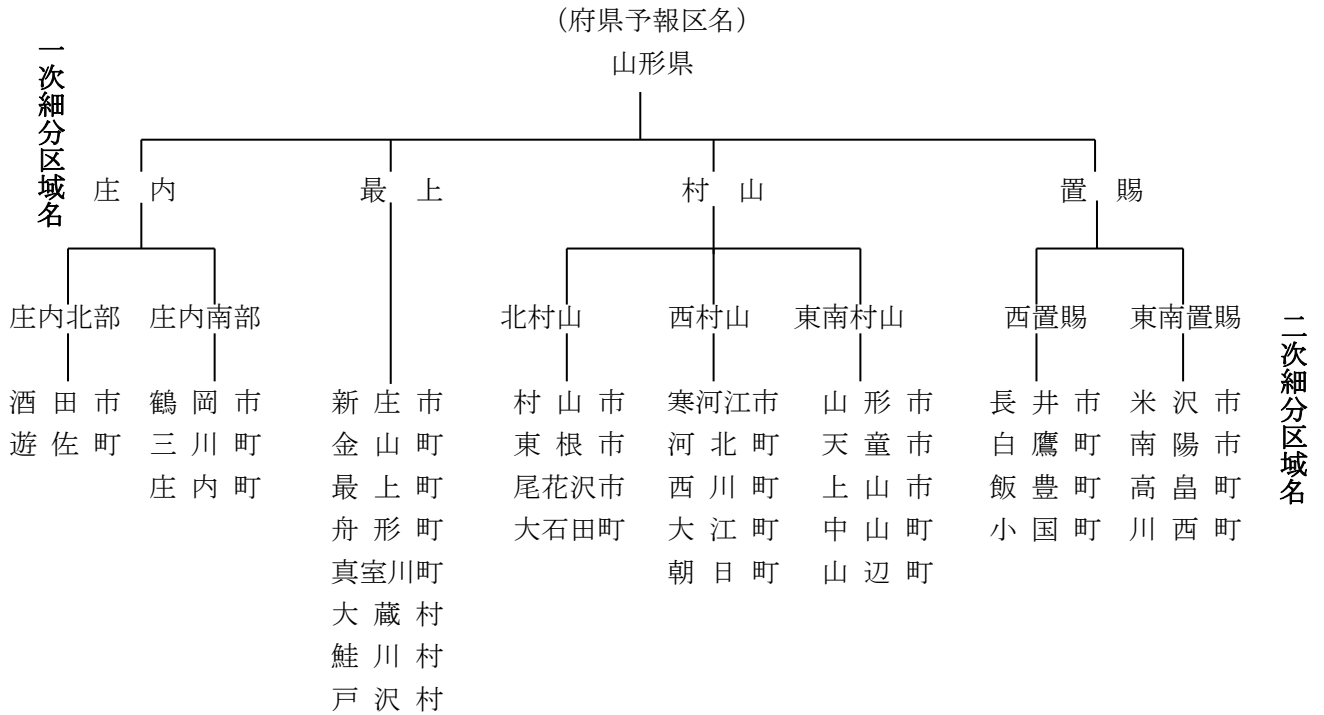 (府県予報区名)
山形県
一次細分区域名
庄内 最上 村山 置賜
庄内北部 庄内南部 北村山 西村山 東南村山 西置賜 東南置賜
二次細分区域名
酒田市 鶴岡市 新庄市 村山市 寒河江市 山形市 長井市 米沢市
遊佐町 三川町 金山町 東根市 河北町 天童市 白鷹町 南陽市
庄内町 最上町 尾花沢市 西川町 上山市 飯豊町 高畠町
舟形町 大石田町 大江町 中山町 小国町 川西町
真室川町 朝日町 山辺町
大蔵村
鮭川村
戸沢村